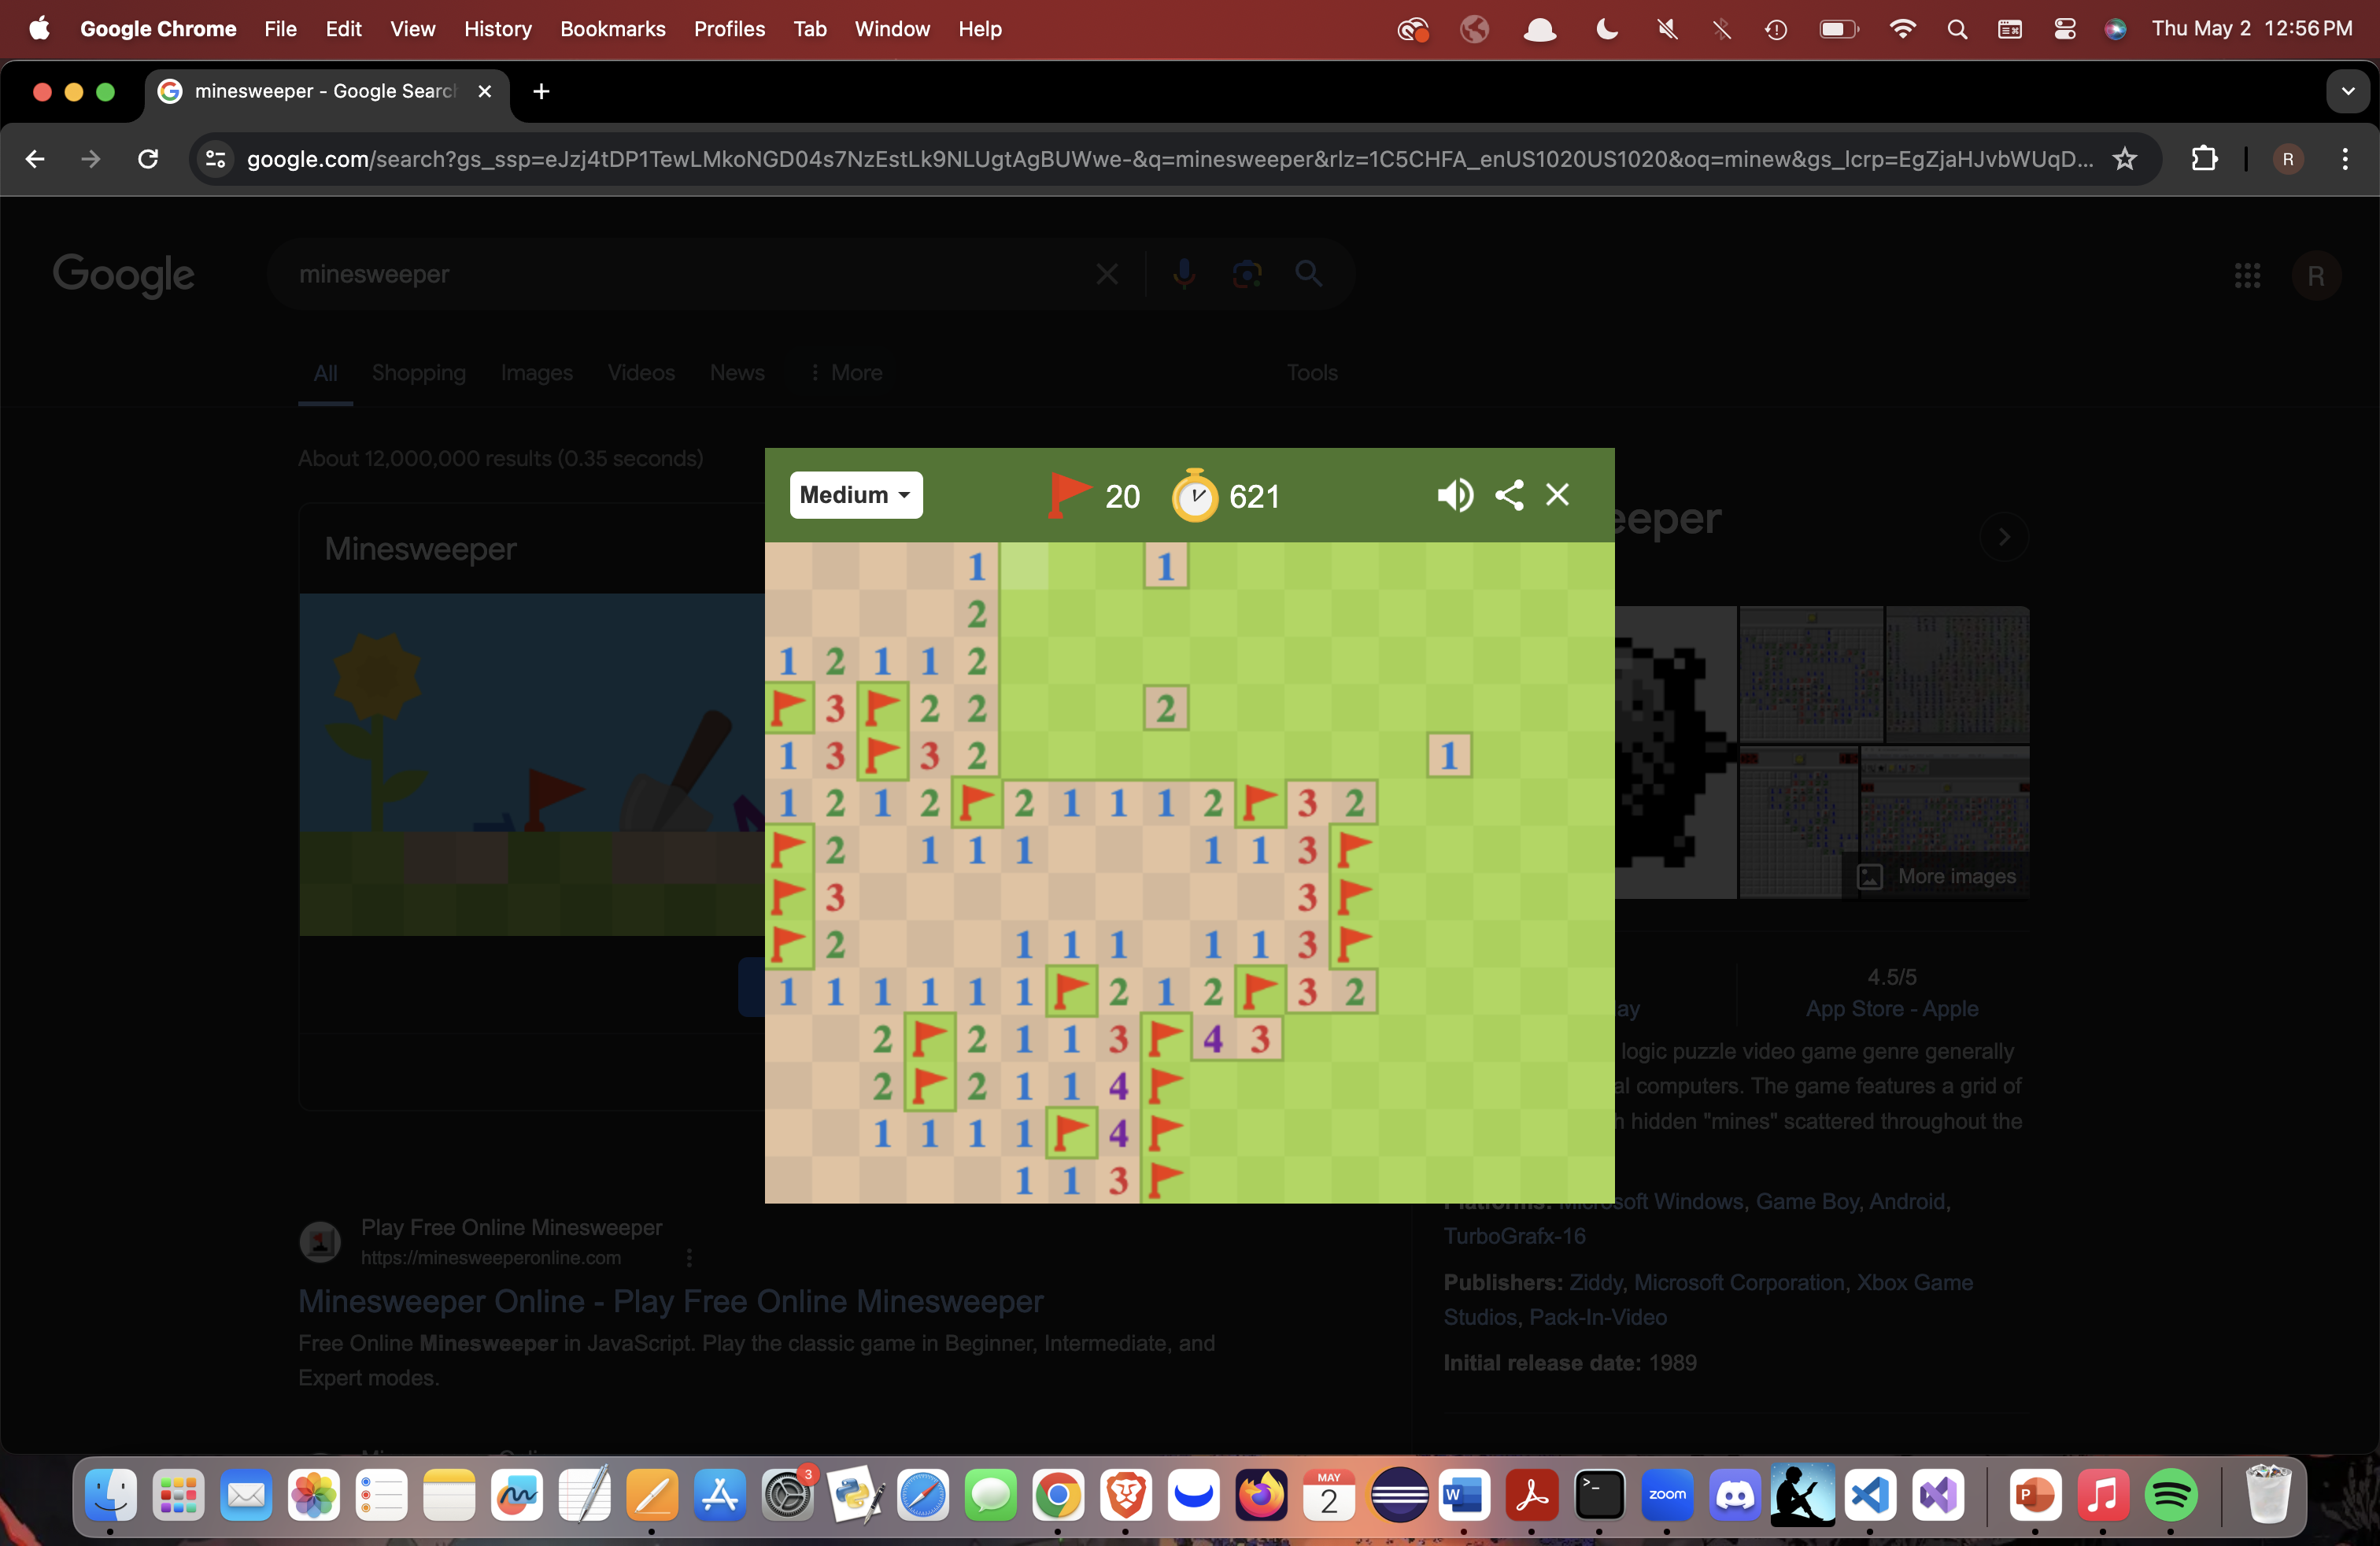 Google Chrome File Edit View History Bookmarks Profiles Tab Window Help Thu May 2 12:56 PM
minesweeper - Google Searc
google.com/search?gs_ssp=eJzj4tDP1TewLMkoNGD04s7NzEstLk9NLUgtAgBUWwe-&q=minesweeper&rlz=1C5CHFA_enUS1020US1020&oq=minew&gs_lcrp=EgZjaHJvbWUqD... R
Google minesweeper R
All Shopping Images Videos News More Tools
About 12,000,000 results (0.35 seconds)
Medium 20 621
eeper
Minesweeper
1 1
2
1 2 1 1 2
3 2 2 2
1 3 3 2 1
1 2 1 2 2 1 1 1 2 3 2
2 1 1 1 1 1 3
More images
3 3
2 1 1 1 1 1 3
4.5/5
1 1 1 1 1 1 2 1 2 3 2
ay App Store - Apple
2 2 1 1 3 4 3
logic puzzle video game genre generally
2 2 1 1 4
al computers. The game features a grid of
1 1 1 1 4
hidden "mines" scattered throughout the
1 1 3
Platforms: Microsoft Windows, Game Boy, Android,
TurboGrafx-16
Play Free Online Minesweeper
https://minesweeperonline.com
Publishers: Ziddy, Microsoft Corporation, Xbox Game
Studios, Pack-In-Video
Minesweeper Online - Play Free Online Minesweeper
Free Online Minesweeper in JavaScript. Play the classic game in Beginner, Intermediate, and
Expert modes.
Initial release date: 1989
3 MAY 2 W zoom P